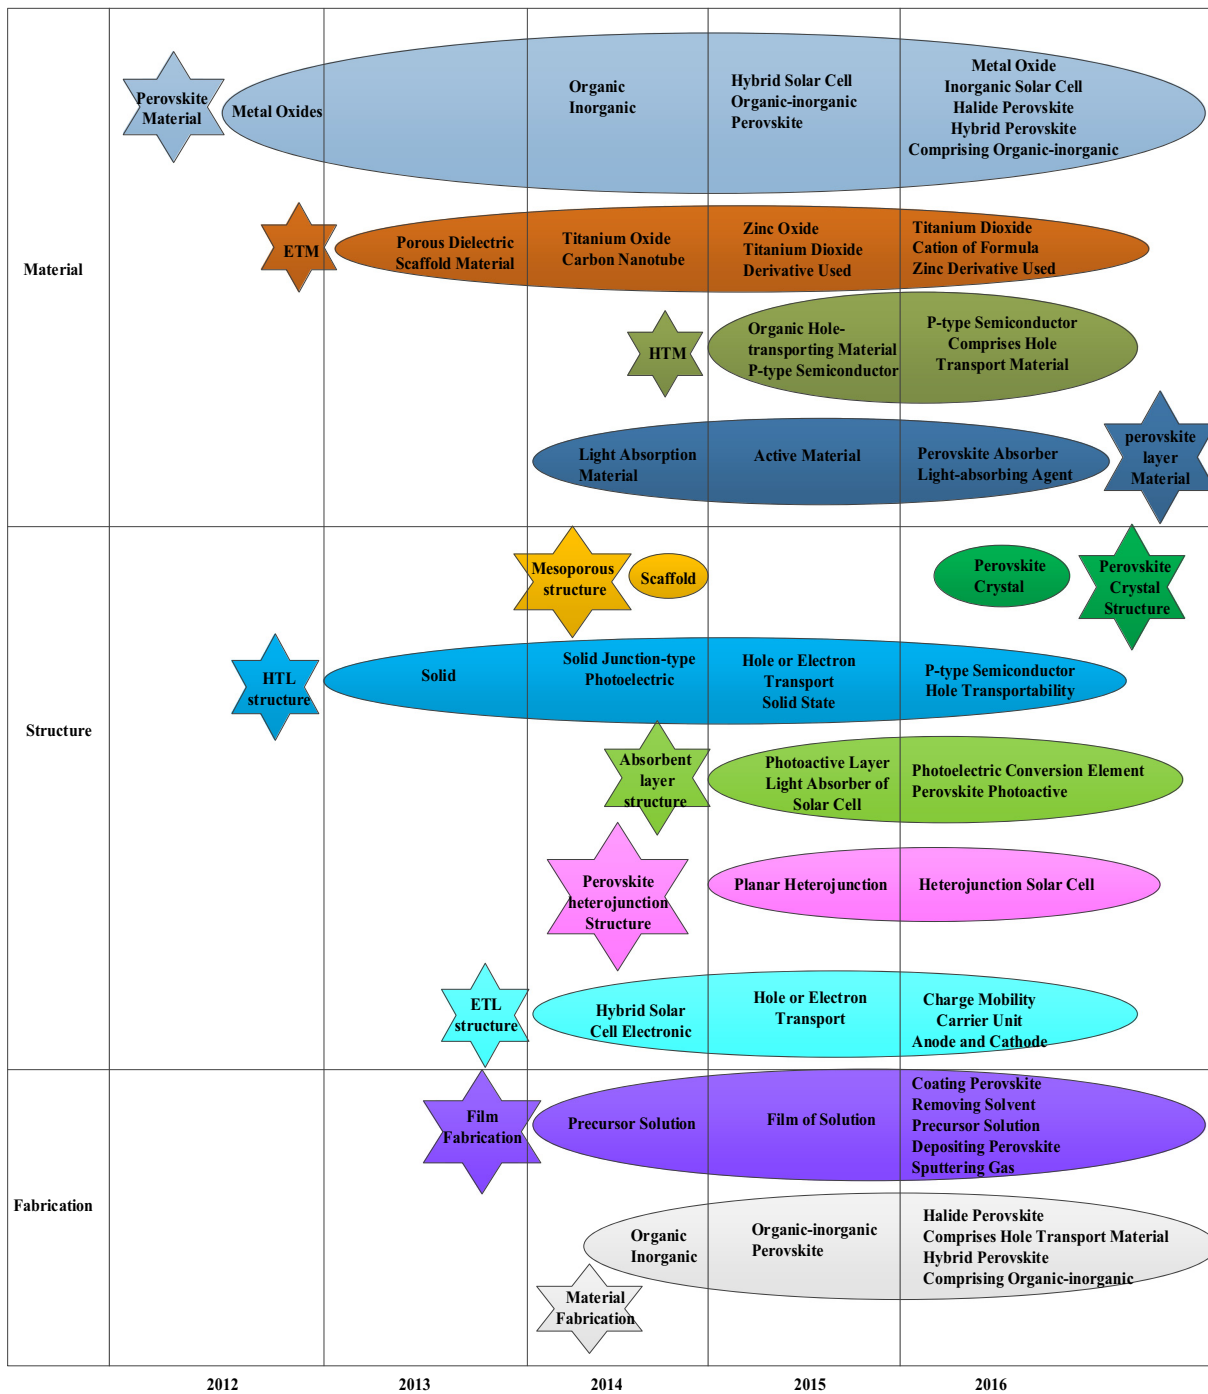 Material
Perovskite
Material
Metal Oxides
Organic
Inorganic
Hybrid Solar Cell
Organic-inorganic
Perovskite
Metal Oxide
Inorganic Solar Cell
Halide Perovskite
Hybrid Perovskite
Comprising Organic-inorganic
ETM
Porous Dielectric
Scaffold Material
Titanium Oxide
Carbon Nanotube
Zinc Oxide
Titanium Dioxide
Derivative Used
Titanium Dioxide
Cation of Formula
Zinc Derivative Used
HTM
Organic Hole-
transporting Material
P-type Semiconductor
P-type Semiconductor
Comprises Hole
Transport Material
Light Absorption
Material
Active Material
Perovskite Absorber
Light-absorbing Agent
perovskite
layer
Material
Structure
Mesoporous
structure
Scaffold
Perovskite
Crystal
Perovskite
Crystal
Structure
HTL
structure
Solid
Solid Junction-type
Photoelectric
Hole or Electron
Transport
Solid State
P-type Semiconductor
Hole Transportability
Absorbent
layer
structure
Photoactive Layer
Light Absorber of
Solar Cell
Photoelectric Conversion Element
Perovskite Photoactive
Perovskite
heterojunction
Structure
Planar Heterojunction
Heterojunction Solar Cell
ETL
structure
Hybrid Solar
Cell Electronic
Hole or Electron
Transport
Charge Mobility
Carrier Unit
Anode and Cathode
Fabrication
Film
Fabrication
Precursor Solution
Film of Solution
Coating Perovskite
Removing Solvent
Precursor Solution
Depositing Perovskite
Sputtering Gas
Material
Fabrication
Organic
Inorganic
Organic-inorganic
Perovskite
Halide Perovskite
Comprises Hole Transport Material
Hybrid Perovskite
Comprising Organic-inorganic
2012
2013
2014
2015
2016